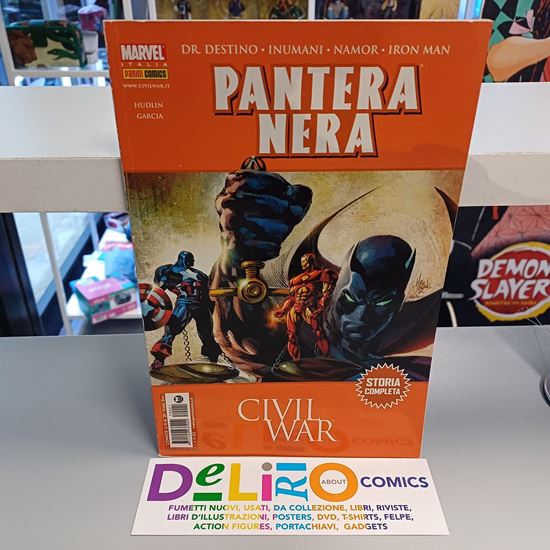 MARVEL
ITALIA
PANINI COMICS
WWW.CIVILWAR.IT
HUDLIN
GARCIA
DR. DESTINO • INUMANI • NAMOR • IRON MAN
PANTERA
NERA
STORIA
COMPLETA
CIVIL
WAR
DEMON
SLAYER
DeLiRiO ABOUT COMICS
FUMETTI NUOVI, USATI, DA COLLEZIONE, LIBRI, RIVISTE,
LIBRI D'ILLUSTRAZIONI, POSTERS, DVD, T-SHIRTS, FELPE,
ACTION FIGURES, PORTACHIAVI, GADGETS